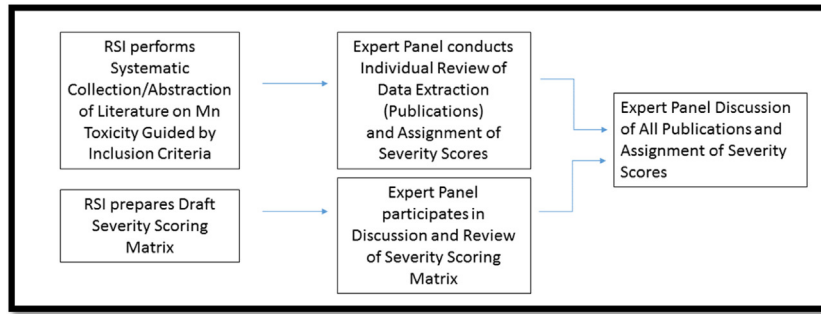 RSI performs
Systematic
Collection/Abstraction
of Literature on Mn
Toxicity Guided by
Inclusion Criteria
Expert Panel conducts
Individual Review of
Data Extraction
(Publications)
and Assignment of
Severity Scores
Expert Panel Discussion
of All Publications and
Assignment of Severity
Scores
RSI prepares Draft
Severity Scoring
Matrix
Expert Panel
participates in
Discussion and Review
of Severity Scoring
Matrix